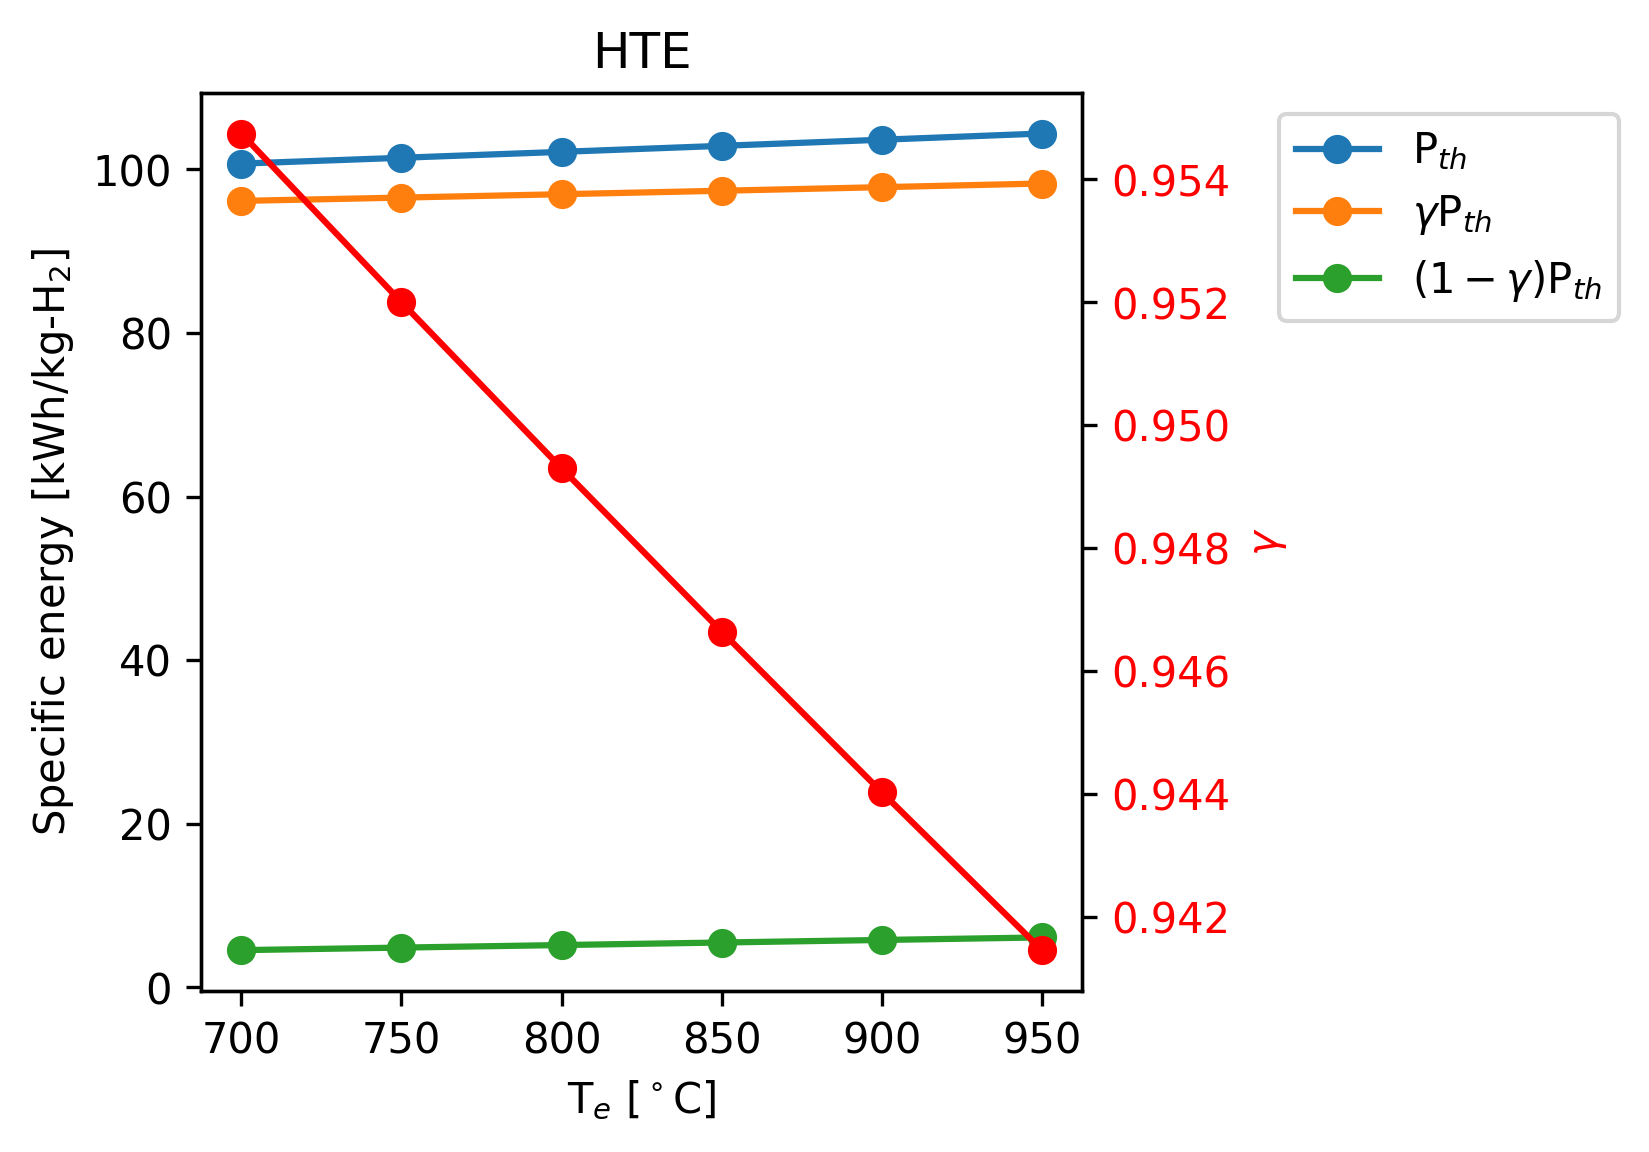 HTE
Specific energy [kWh/kg-H₂]
100
80
60
40
20
0
700 750 800 850 900 950
Tₑ [°C]
0.954
0.952
0.950
0.948
0.946
0.944
0.942
γ
P_th
γP_th
(1 − γ)P_th